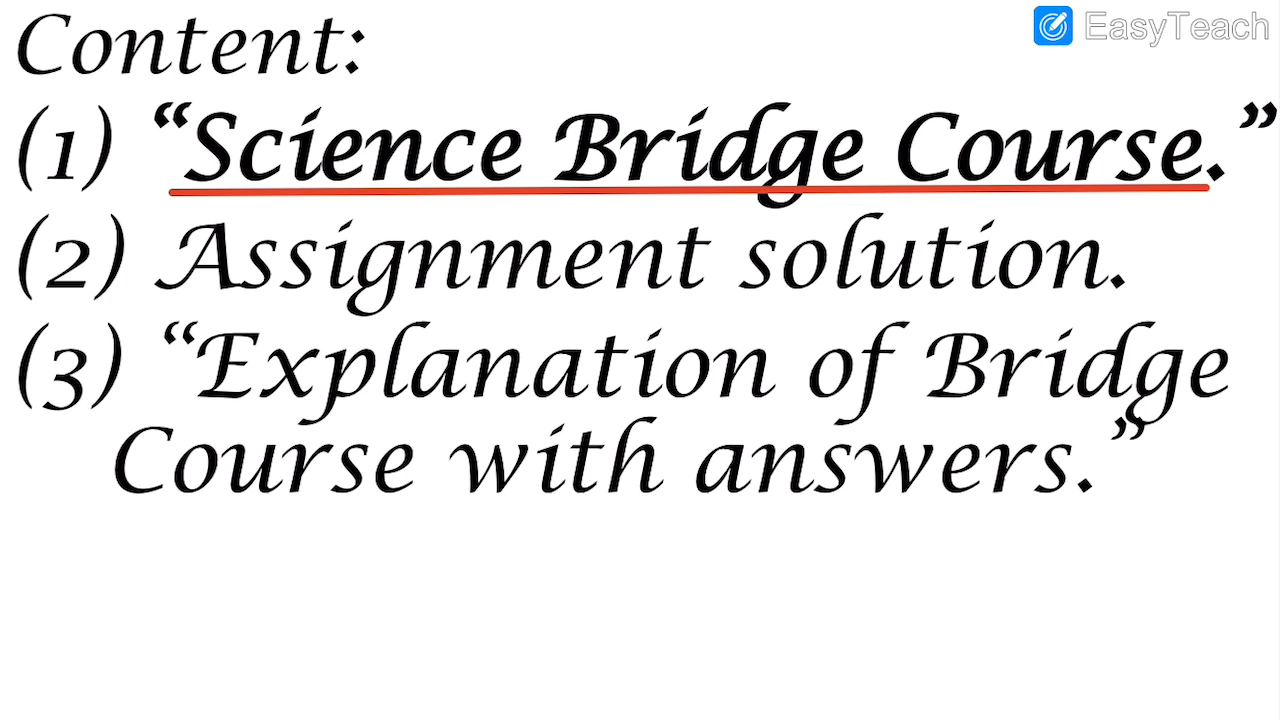 EasyTeach
Content:
(1) “Science Bridge Course.”
(2) Assignment solution.
(3) “Explanation of Bridge
Course with answers.”